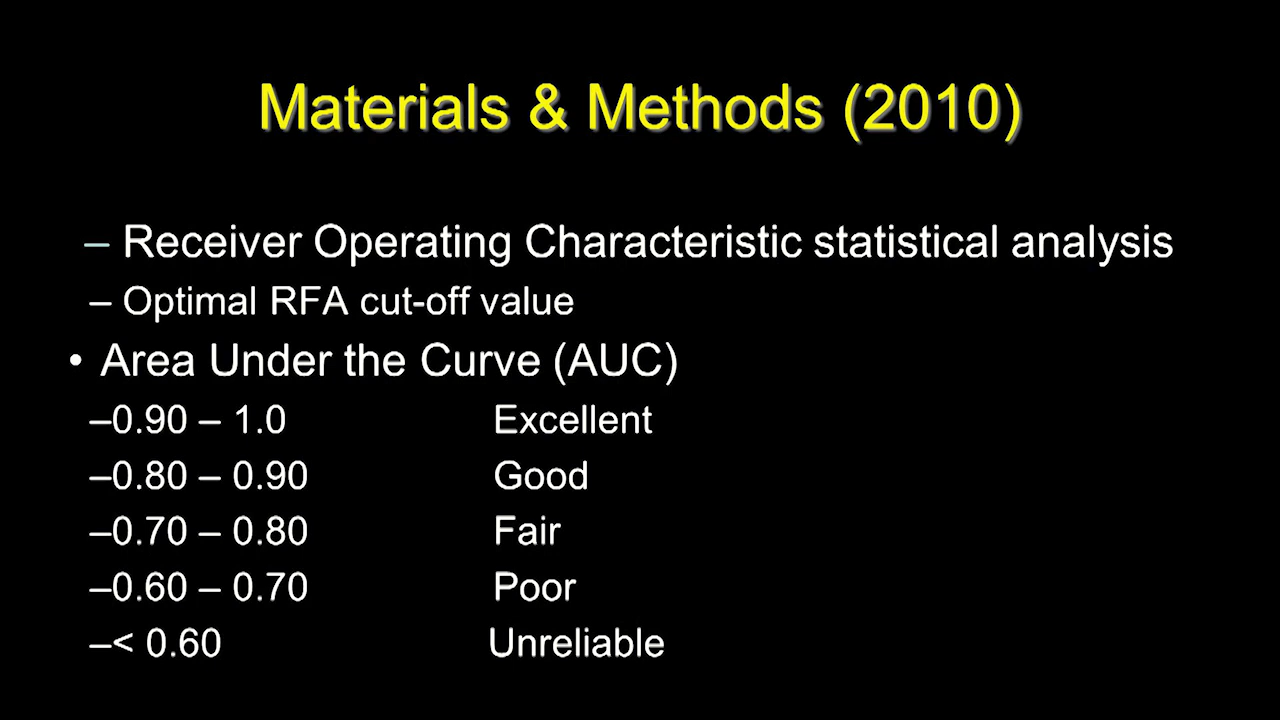 Materials & Methods (2010)
– Receiver Operating Characteristic statistical analysis
– Optimal RFA cut-off value
• Area Under the Curve (AUC)
–0.90 – 1.0 Excellent
–0.80 – 0.90 Good
–0.70 – 0.80 Fair
–0.60 – 0.70 Poor
–< 0.60 Unreliable